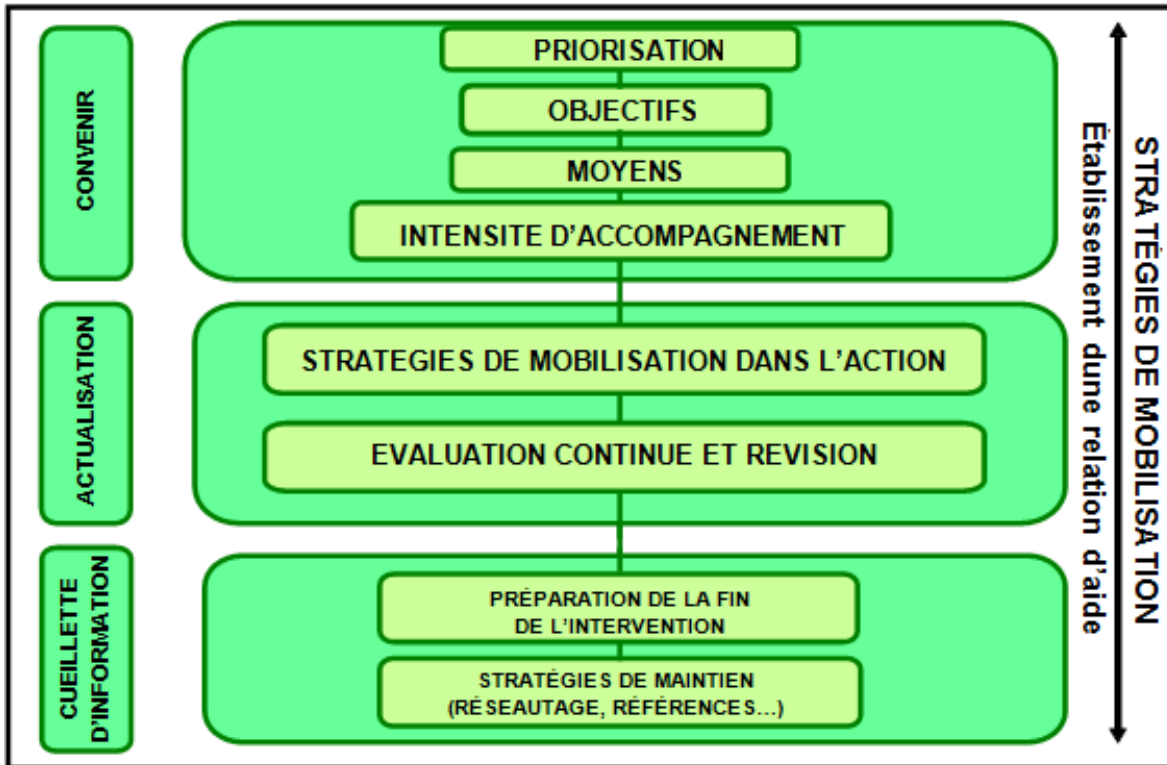 CONVENIR
PRIORISATION
OBJECTIFS
MOYENS
INTENSITE D'ACCOMPAGNEMENT
ACTUALISATION
STRATEGIES DE MOBILISATION DANS L'ACTION
EVALUATION CONTINUE ET REVISION
CUEILLETTE
D'INFORMATION
PRÉPARATION DE LA FIN
DE L'INTERVENTION
STRATÉGIES DE MAINTIEN
(RÉSEAUTAGE, RÉFÉRENCES...)
STRATÉGIES DE MOBILISATION
Établissement dune relation d'aide